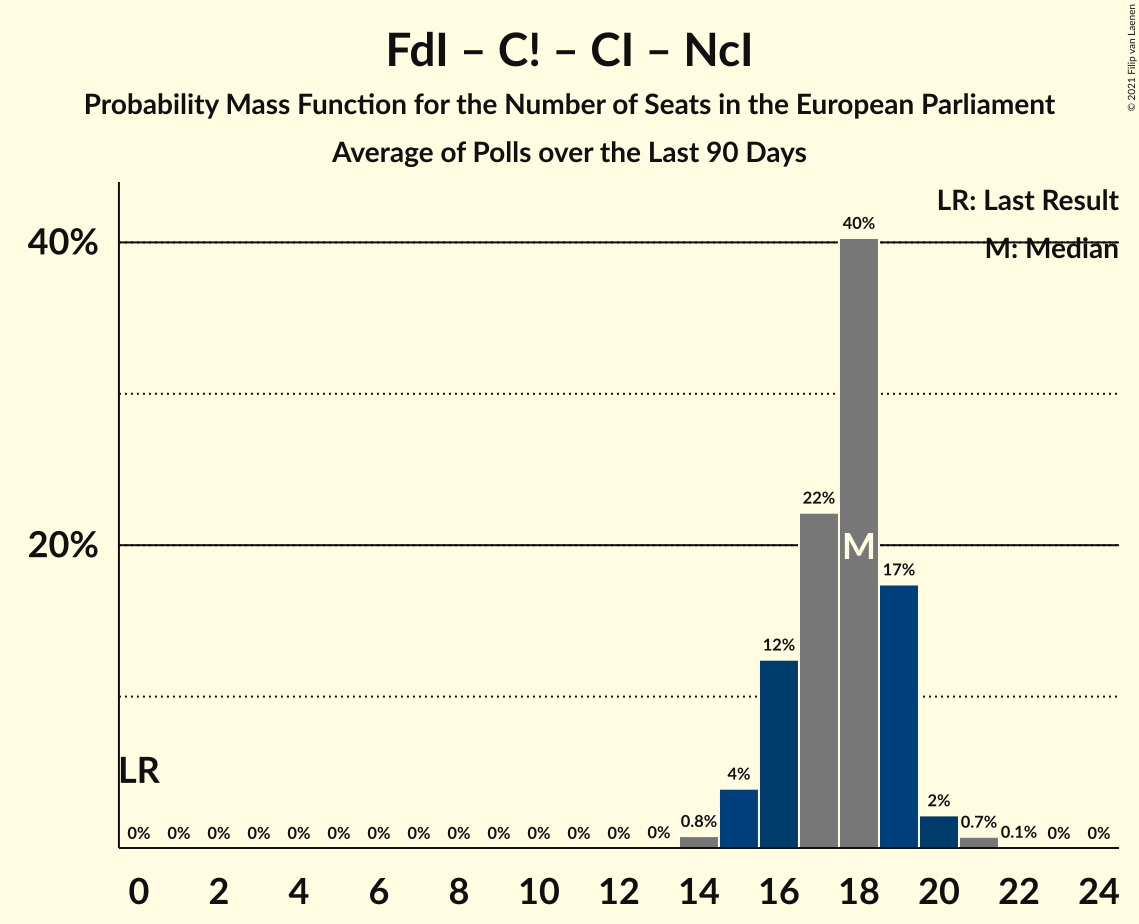 FdI – C! – CI – NcI
Probability Mass Function for the Number of Seats in the European Parliament
Average of Polls over the Last 90 Days
© 2021 Filip van Laenen
LR: Last Result
M: Median
40%
20%
40%
22%
M
17%
12%
LR
4%
2%
0% 0% 0% 0% 0% 0% 0% 0% 0% 0% 0% 0% 0% 0% 0.8% 0.7% 0.1% 0% 0%
0 2 4 6 8 10 12 14 16 18 20 22 24